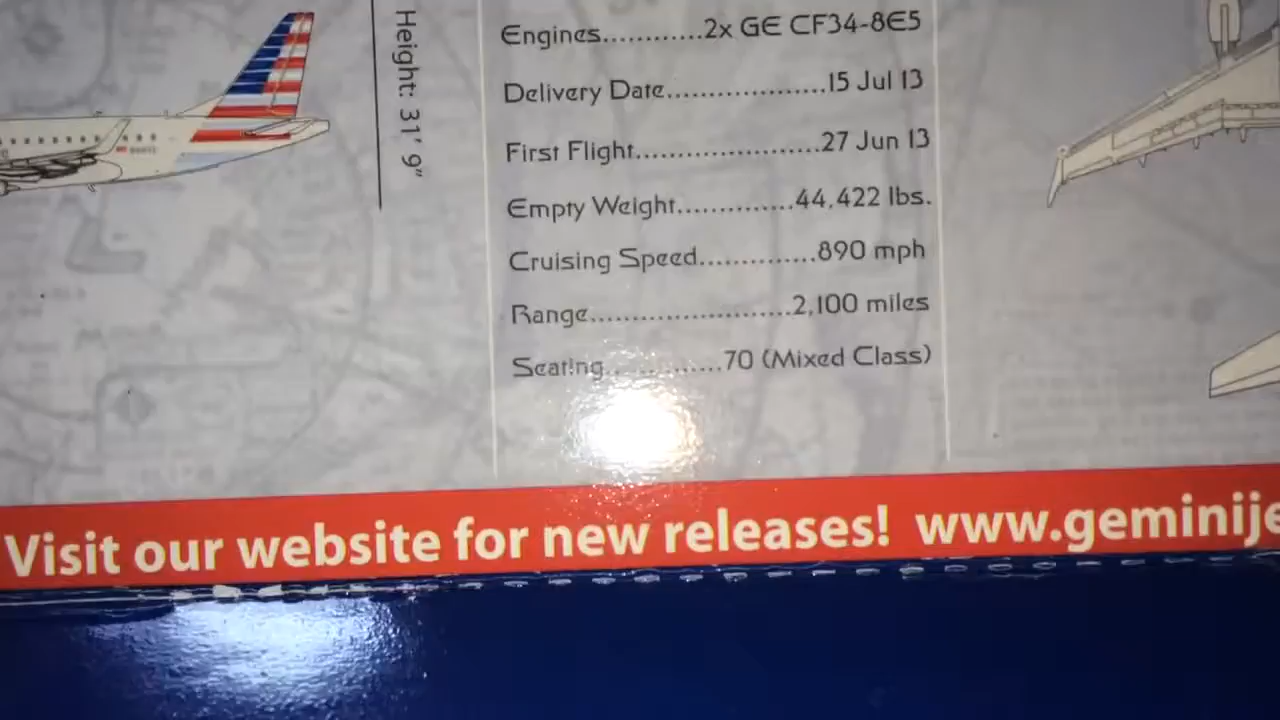 Height: 31' 9"
Engines............2x GE CF34-8E5
Delivery Date...................15 Jul 13
First Flight......................27 Jun 13
Empty Weight..............44,422 lbs.
Cruising Speed..............890 mph
Range........................2,100 miles
Seating..............70 (Mixed Class)
Visit our website for new releases! www.geminije